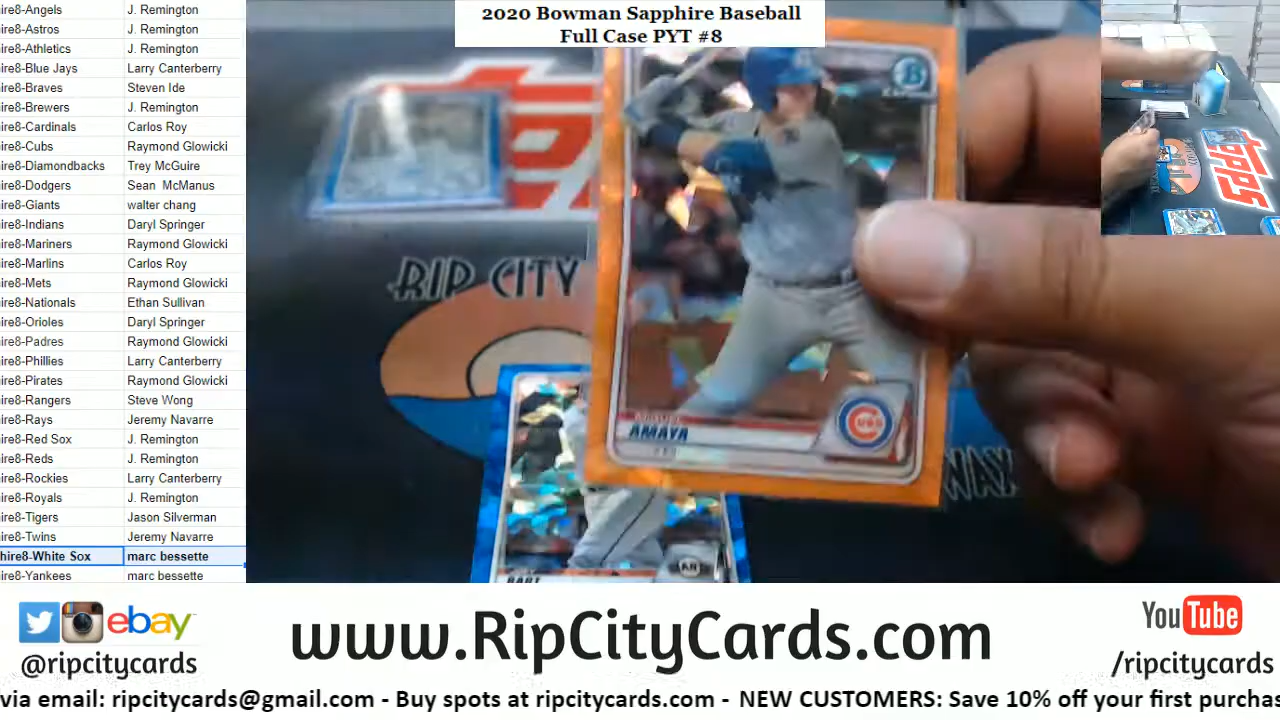 2020 Bowman Sapphire Baseball
Full Case PYT #8
ire8-Angels J. Remington
ire8-Astros J. Remington
ire8-Athletics J. Remington
ire8-Blue Jays Larry Canterberry
ire8-Braves Steven Ide
ire8-Brewers J. Remington
ire8-Cardinals Carlos Roy
ire8-Cubs Raymond Glowicki
ire8-Diamondbacks Trey McGuire
ire8-Dodgers Sean McManus
ire8-Giants walter chang
ire8-Indians Daryl Springer
ire8-Mariners Raymond Glowicki
ire8-Marlins Carlos Roy
ire8-Mets Raymond Glowicki
ire8-Nationals Ethan Sullivan
ire8-Orioles Daryl Springer
ire8-Padres Raymond Glowicki
ire8-Phillies Larry Canterberry
ire8-Pirates Raymond Glowicki
ire8-Rangers Steve Wong
ire8-Rays Jeremy Navarre
ire8-Red Sox J. Remington
ire8-Reds J. Remington
ire8-Rockies Larry Canterberry
ire8-Royals J. Remington
ire8-Tigers Jason Silverman
ire8-Twins Jeremy Navarre
hire8-White Sox marc bessette
ire8-Yankees marc bessette
RIP CITY
AMAYA
CUBS
BART
WAX
Topps
ebay
@ripcitycards
www.RipCityCards.com
YouTube
/ripcitycards
via email: ripcitycards@gmail.com - Buy spots at ripcitycards.com - NEW CUSTOMERS: Save 10% off your first purchas